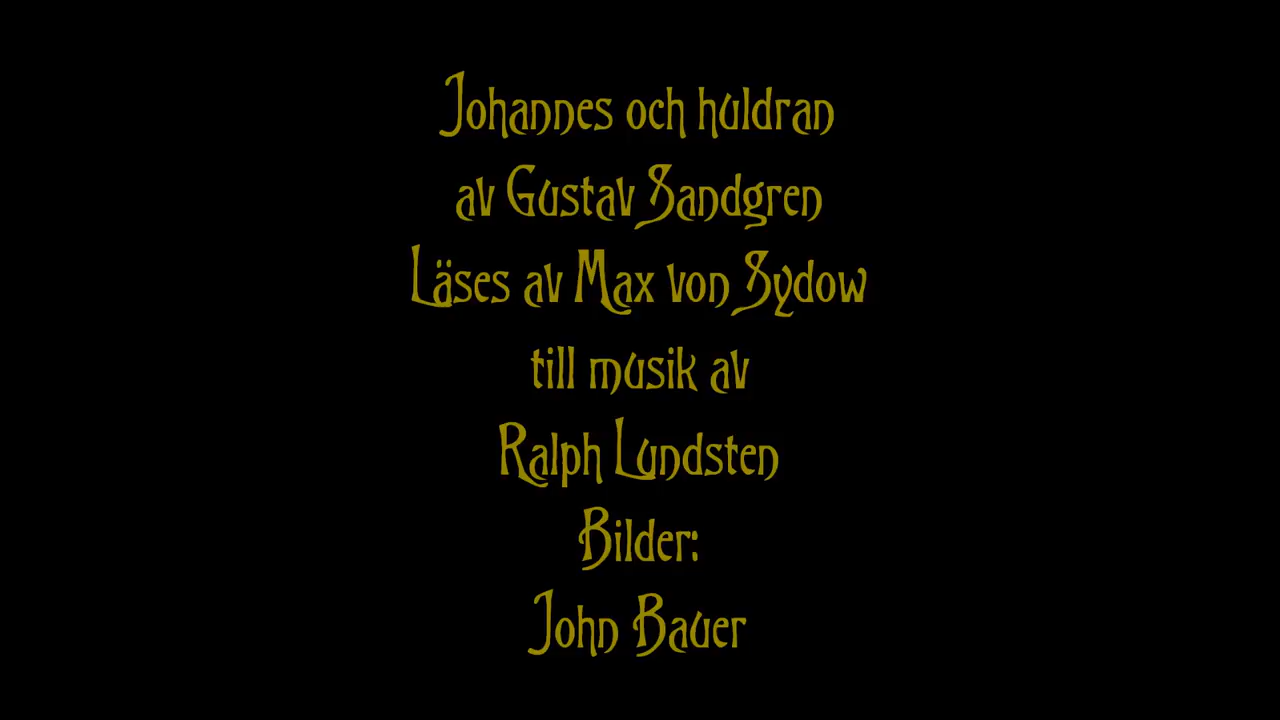 Johannes och huldran
av Gustav Sandgren
Läses av Max von Sydow
till musik av
Ralph Lundsten
Bilder:
John Bauer